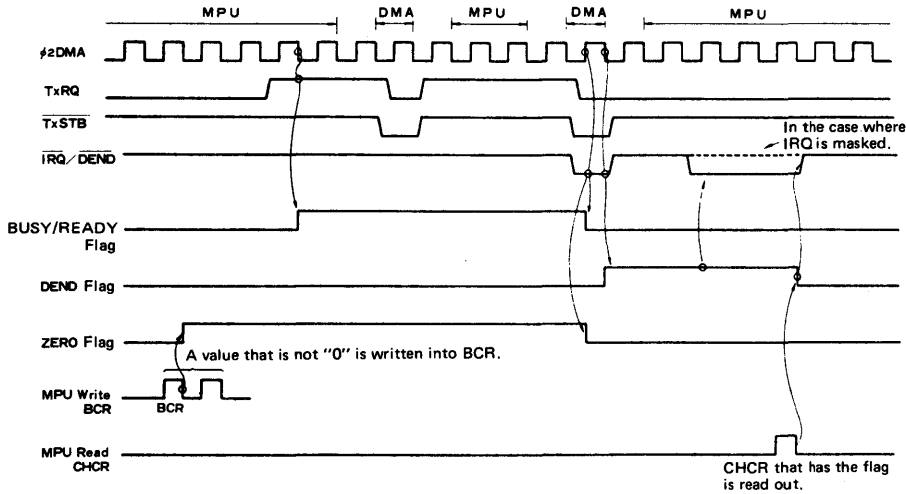 MPU DMA MPU DMA MPU
φ2DMA
TxRQ
TxSTB
In the case where
IRQ is masked.
IRQ/DEND
BUSY/READY
Flag
DEND Flag
ZERO Flag
A value that is not "0" is written into BCR.
MPU Write
BCR
BCR
MPU Read
CHCR
CHCR that has the flag
is read out.